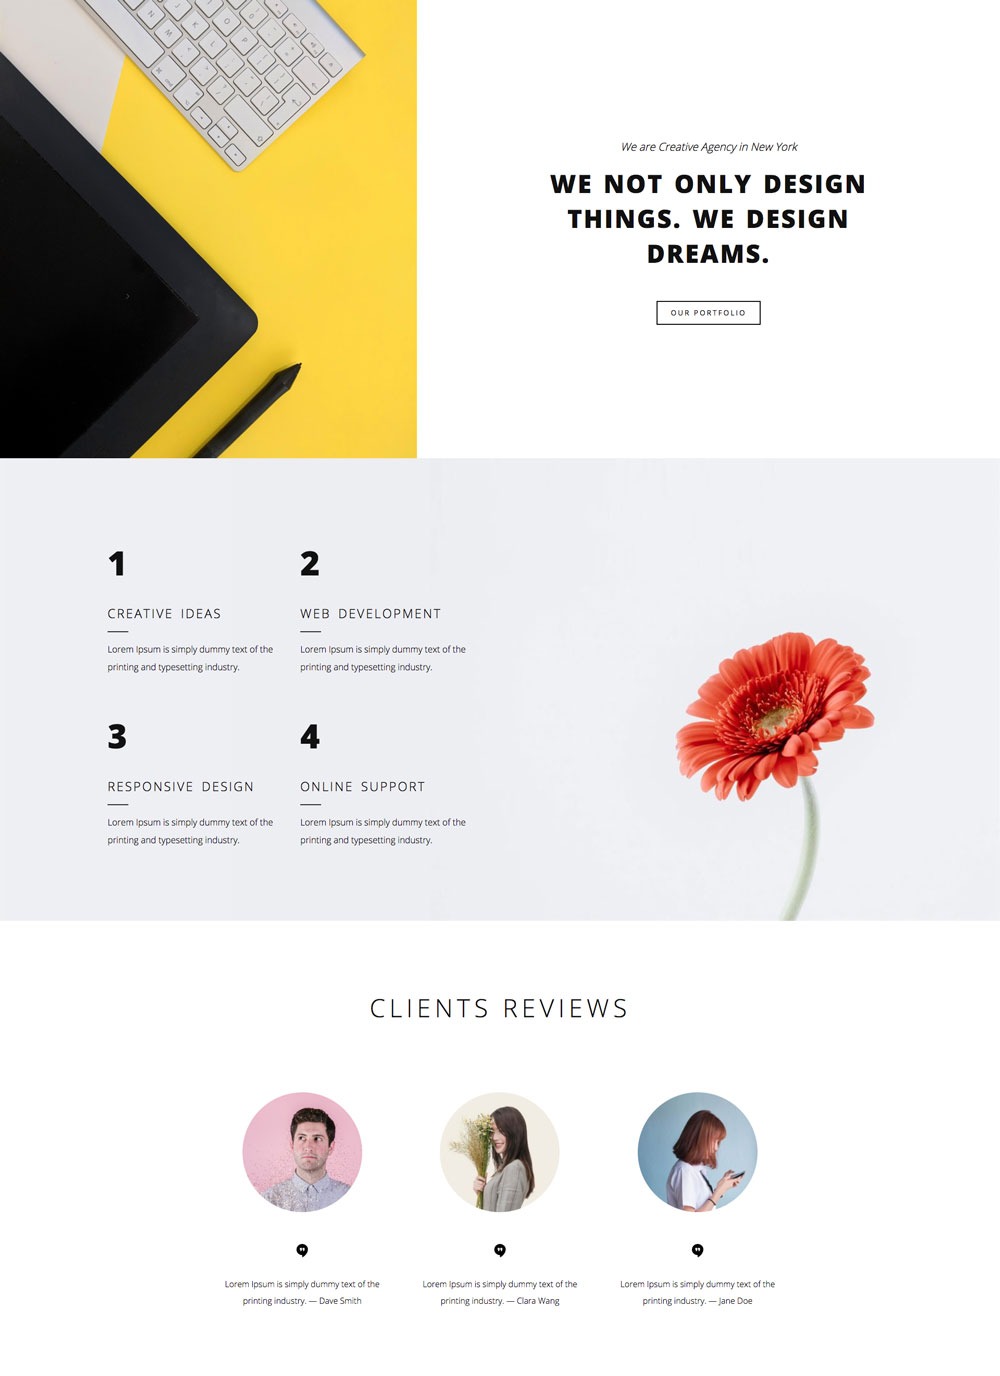 We are Creative Agency in New York
WE NOT ONLY DESIGN
THINGS. WE DESIGN
DREAMS.
OUR PORTFOLIO
1
CREATIVE IDEAS
Lorem Ipsum is simply dummy text of the
printing and typesetting industry.
2
WEB DEVELOPMENT
Lorem Ipsum is simply dummy text of the
printing and typesetting industry.
3
RESPONSIVE DESIGN
Lorem Ipsum is simply dummy text of the
printing and typesetting industry.
4
ONLINE SUPPORT
Lorem Ipsum is simply dummy text of the
printing and typesetting industry.
CLIENTS REVIEWS
Lorem Ipsum is simply dummy text of the
printing industry. — Dave Smith
Lorem Ipsum is simply dummy text of the
printing industry. — Clara Wang
Lorem Ipsum is simply dummy text of the
printing industry. — Jane Doe